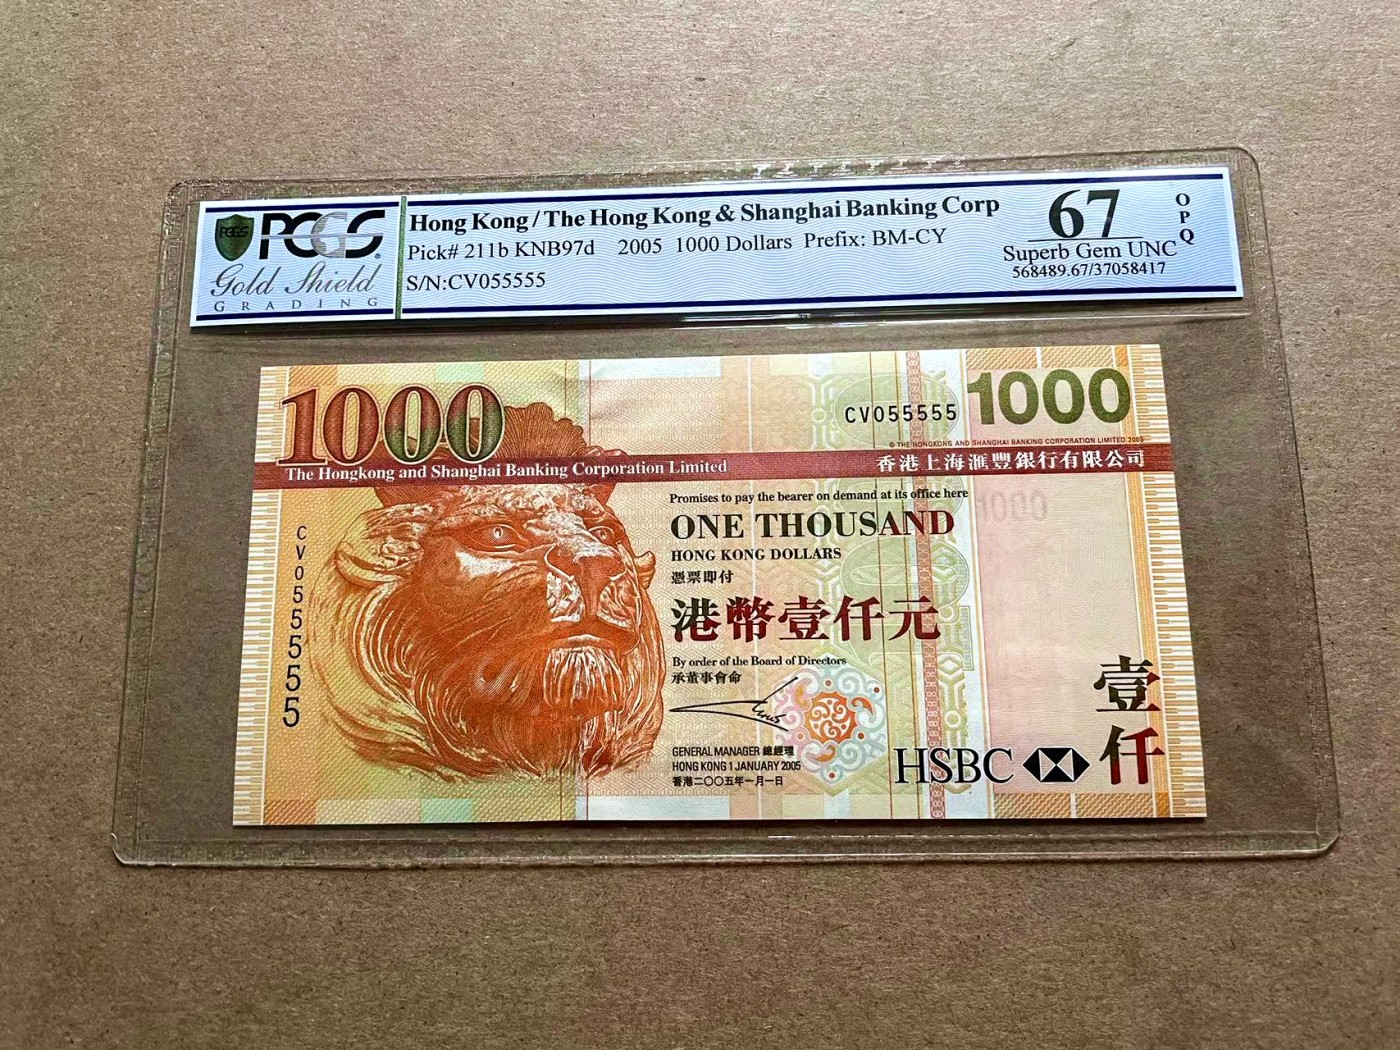 PCGS
PCGS
Gold Shield
GRADING
Hong Kong / The Hong Kong & Shanghai Banking Corp
Pick# 211b KNB97d 2005 1000 Dollars Prefix: BM-CY
S/N:CV055555
67
Superb Gem UNC
568489.67/37058417
OPQ
1000
CV055555
1000
© THE HONGKONG AND SHANGHAI BANKING CORPORATION LIMITED 2003
The Hongkong and Shanghai Banking Corporation Limited
香港上海滙豐銀行有限公司
Promises to pay the bearer on demand at its office here
ONE THOUSAND
HONG KONG DOLLARS
憑票即付
港幣壹仟元
By order of the Board of Directors
承董事會命
GENERAL MANAGER 總經理
HONG KONG 1 JANUARY 2005
香港二〇〇五年一月一日
CV055555
壹仟
HSBC